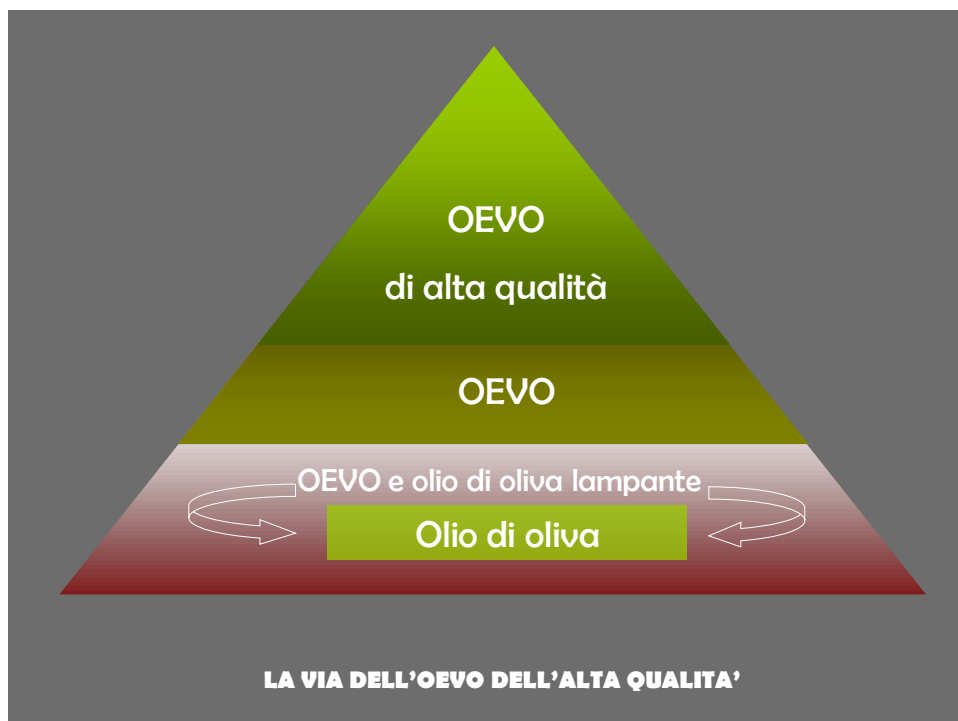 OEVO
di alta qualità
OEVO
OEVO e olio di oliva lampante
Olio di oliva
LA VIA DELL’OEVO DELL’ALTA QUALITA’